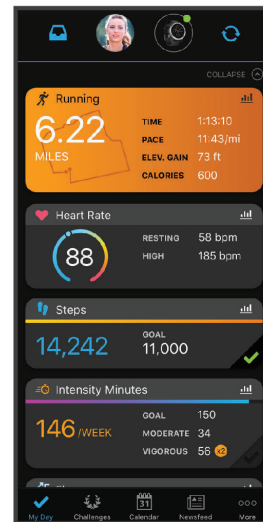 COLLAPSE
Running
6.22
MILES
TIME 1:13:10
PACE 11:43/mi
ELEV. GAIN 73 ft
CALORIES 600
Heart Rate
88
RESTING 58 bpm
HIGH 185 bpm
Steps
14,242
GOAL
11,000
Intensity Minutes
146 /WEEK
GOAL 150
MODERATE 34
VIGOROUS 56 x2
31
My Day Challenges Calendar Newsfeed More